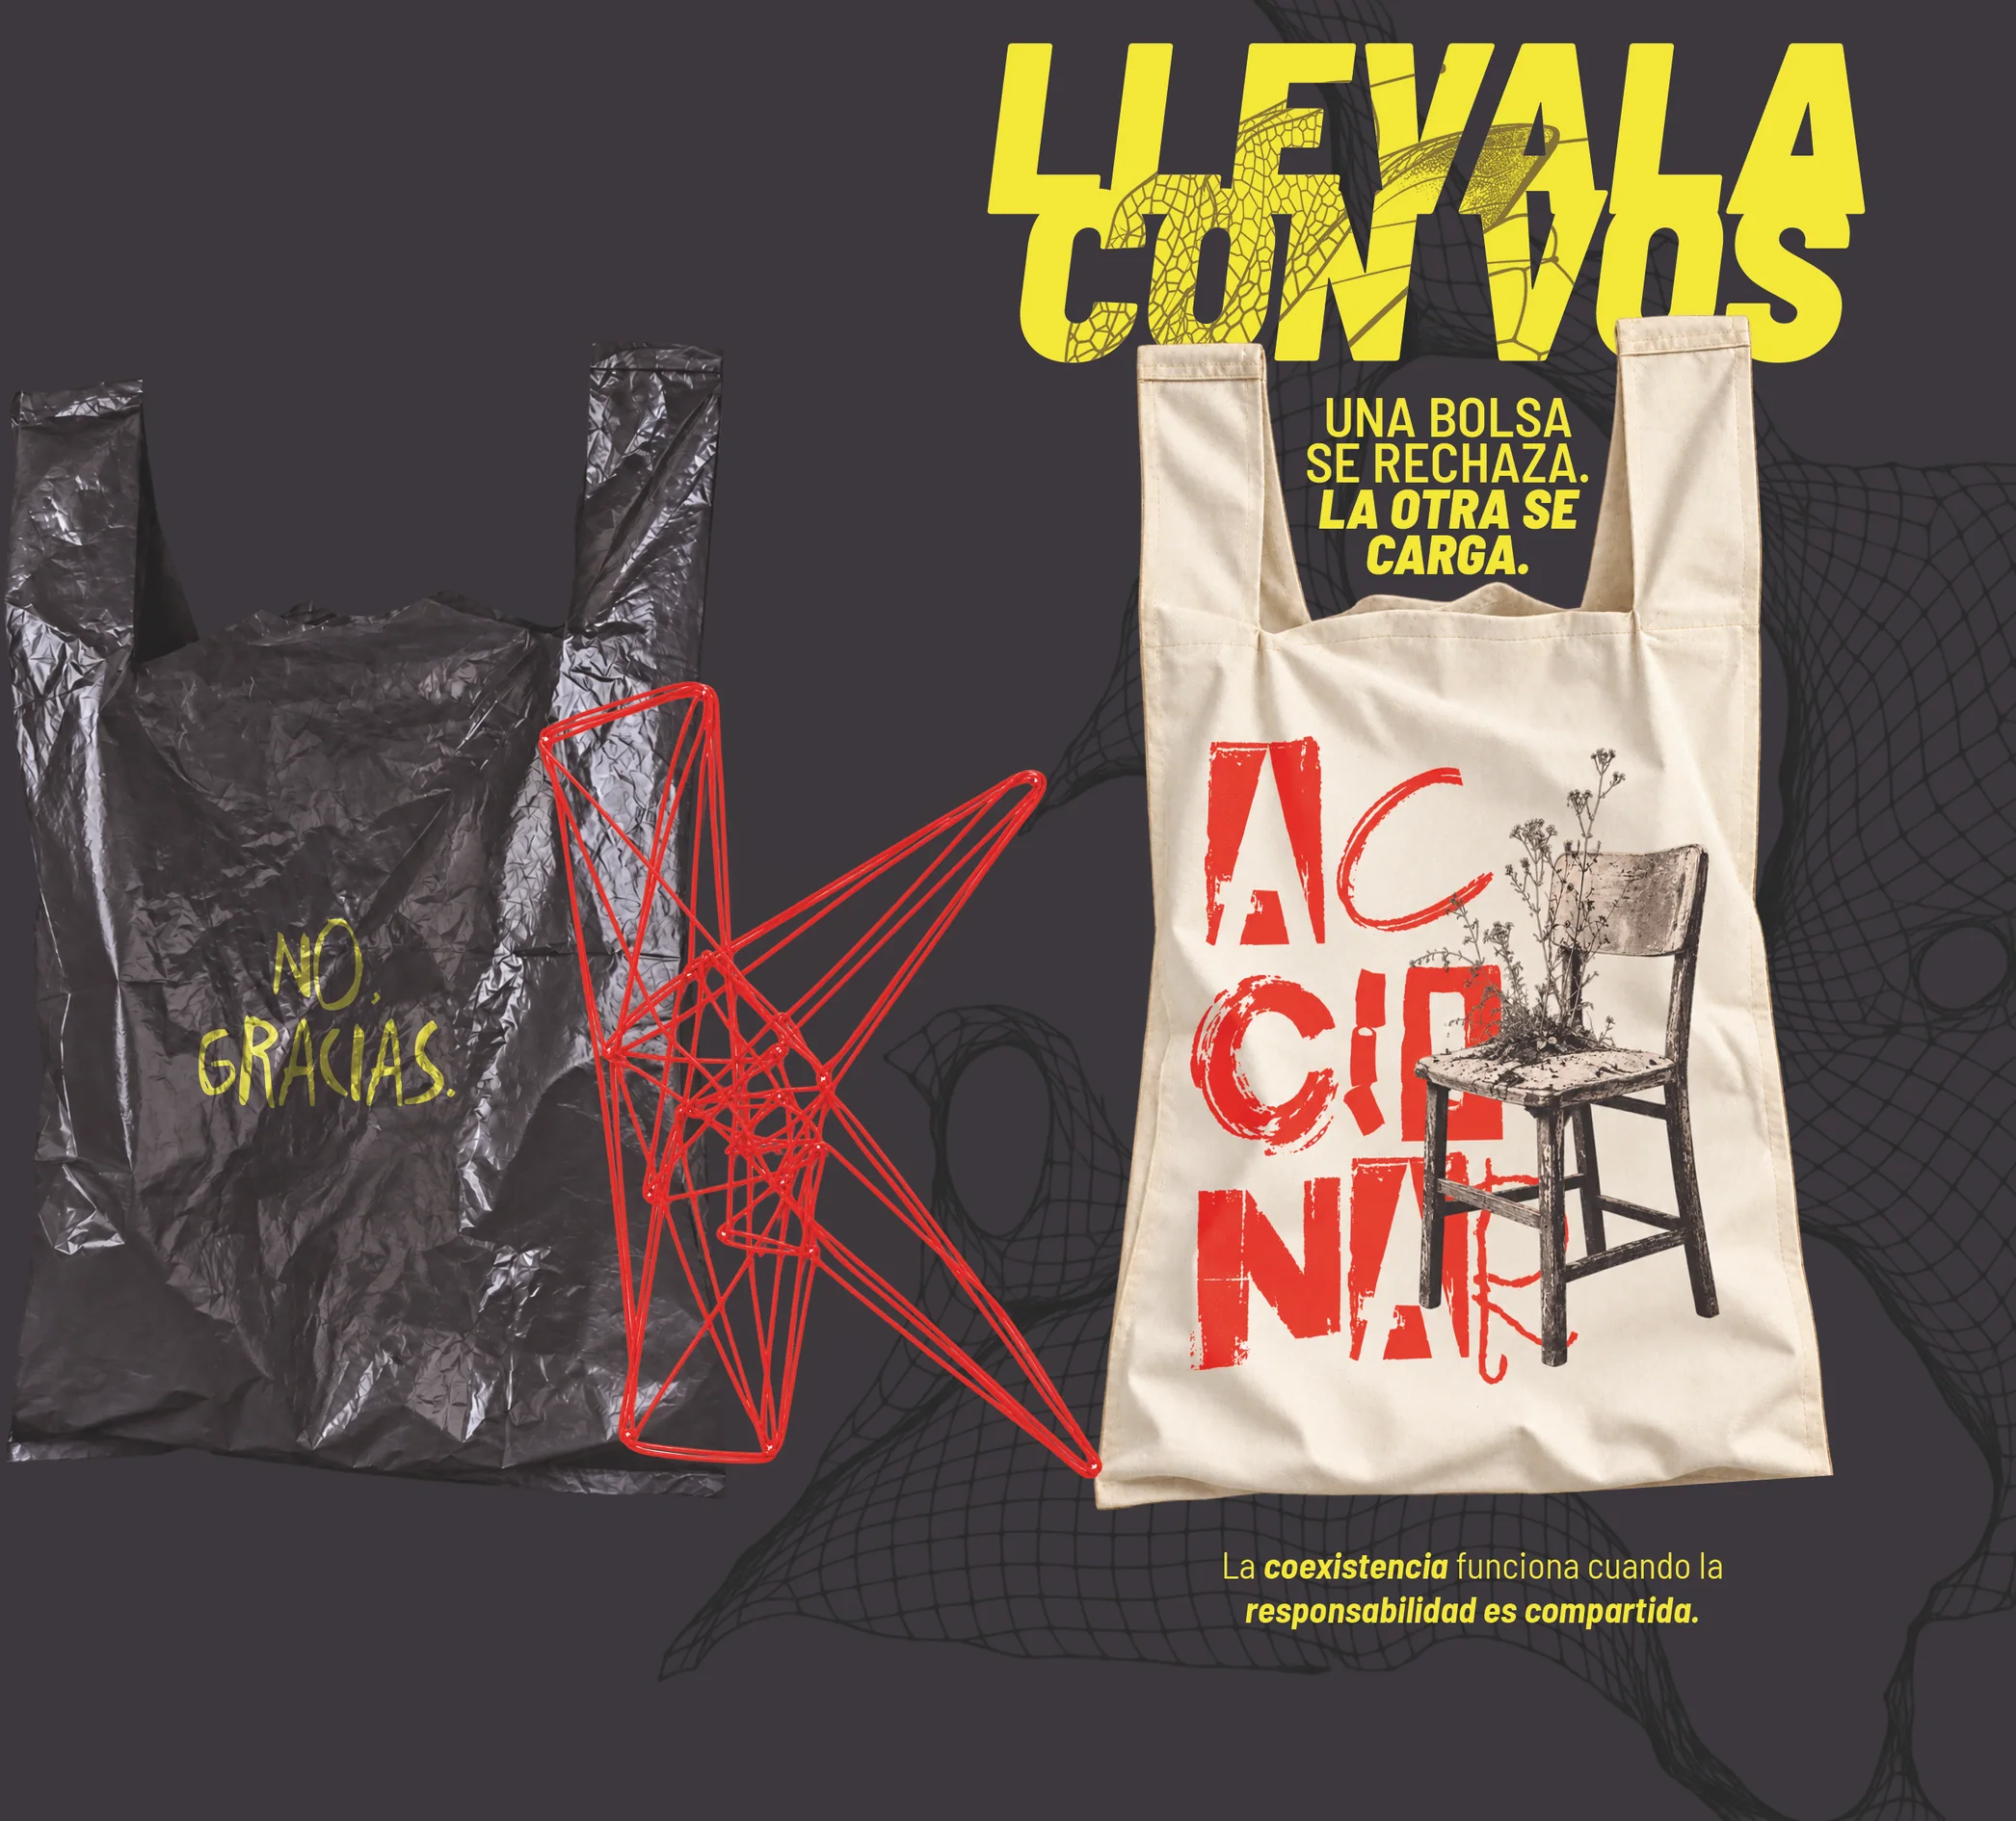 LLEVALA
CON VOS
UNA BOLSA
SE RECHAZA.
LA OTRA SE
CARGA.
NO,
GRACIAS.
AC
CIO
NAR
La coexistencia funciona cuando la
responsabilidad es compartida.